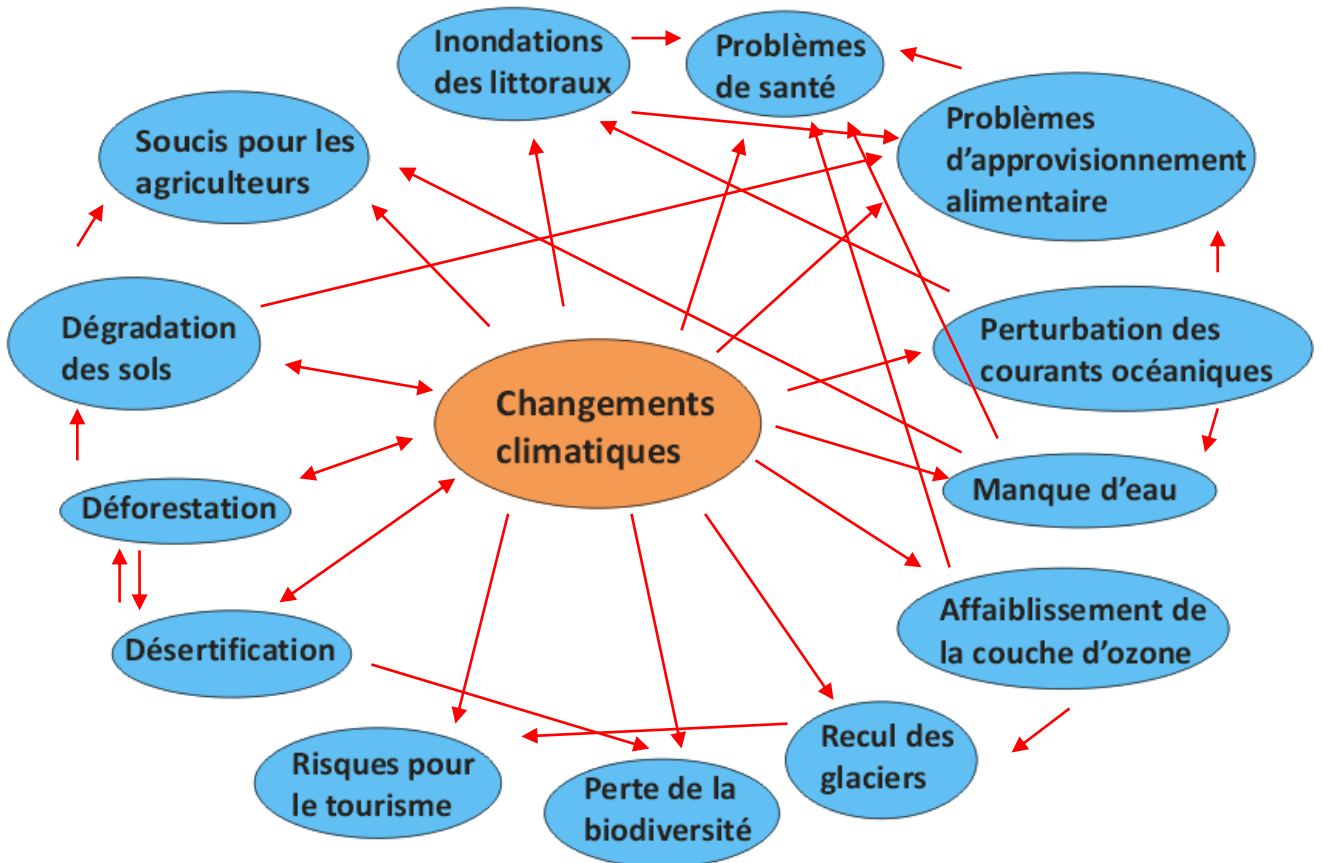 Inondations
des littoraux
Problèmes
de santé
Problèmes
d’approvisionnement
alimentaire
Soucis pour les
agriculteurs
Dégradation
des sols
Perturbation des
courants océaniques
Changements
climatiques
Manque d’eau
Déforestation
Affaiblissement de
la couche d’ozone
Désertification
Recul des
glaciers
Risques pour
le tourisme
Perte de la
biodiversité